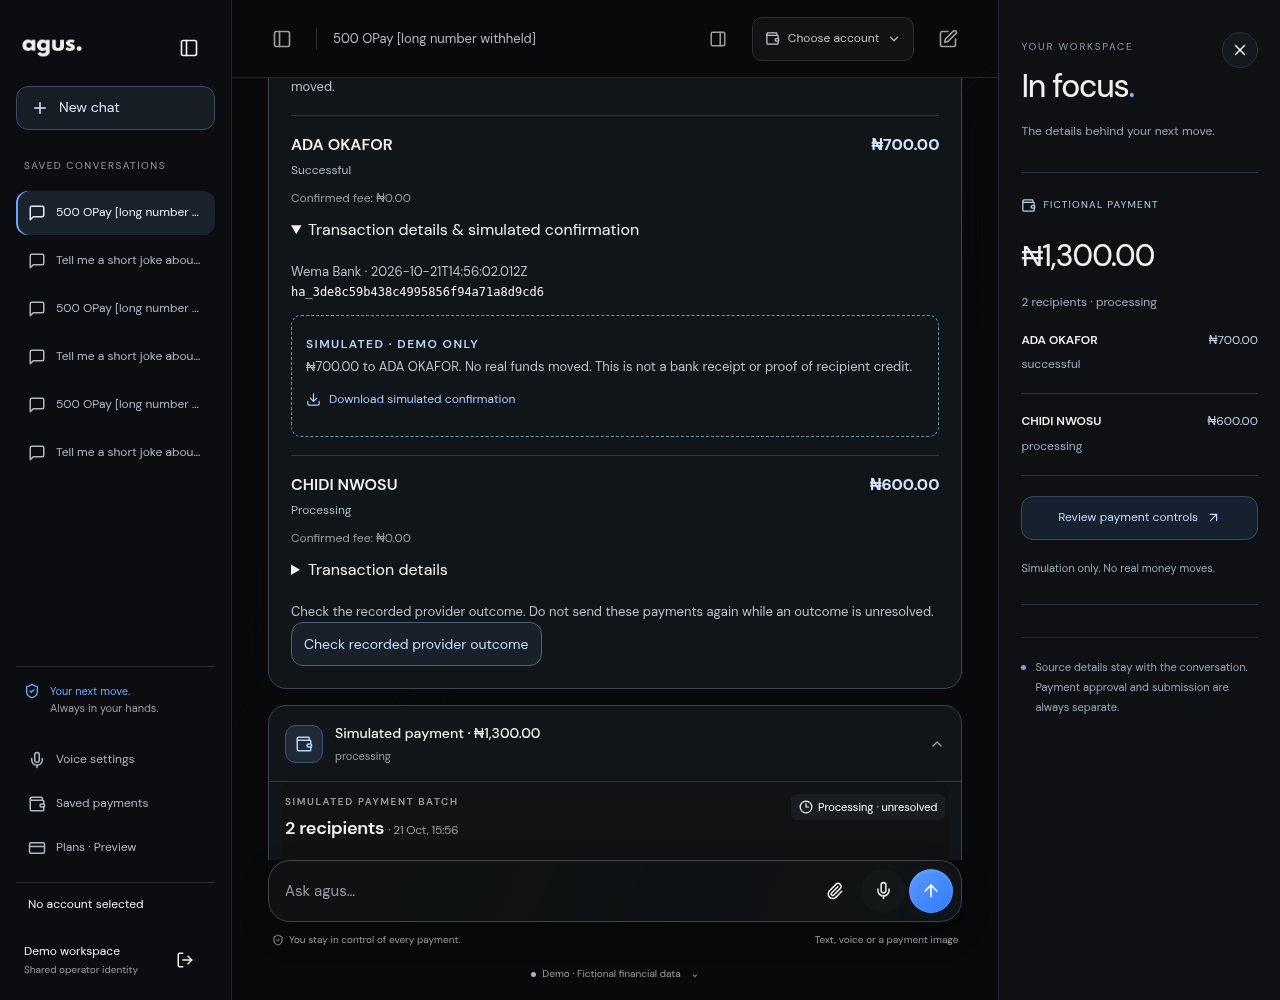 agus.
New chat
SAVED CONVERSATIONS
500 OPay [long number ...
Tell me a short joke abou...
500 OPay [long number ...
Tell me a short joke abou...
500 OPay [long number ...
Tell me a short joke abou...
Your next move.
Always in your hands.
Voice settings
Saved payments
Plans · Preview
No account selected
Demo workspace
Shared operator identity
500 OPay [long number withheld]
Choose account
moved.
ADA OKAFOR ₦700.00
Successful
Confirmed fee: ₦0.00
Transaction details & simulated confirmation
Wema Bank · 2026-10-21T14:56:02.012Z
ha_3de8c59b438c4995856f94a71a8d9cd6
SIMULATED · DEMO ONLY
₦700.00 to ADA OKAFOR. No real funds moved. This is not a bank receipt or proof of recipient credit.
Download simulated confirmation
CHIDI NWOSU ₦600.00
Processing
Confirmed fee: ₦0.00
Transaction details
Check the recorded provider outcome. Do not send these payments again while an outcome is unresolved.
Check recorded provider outcome
Simulated payment · ₦1,300.00
processing
SIMULATED PAYMENT BATCH
Processing · unresolved
2 recipients · 21 Oct, 15:56
Ask agus...
You stay in control of every payment.
Text, voice or a payment image
Demo · Fictional financial data
YOUR WORKSPACE
In focus.
The details behind your next move.
FICTIONAL PAYMENT
₦1,300.00
2 recipients · processing
ADA OKAFOR ₦700.00
successful
CHIDI NWOSU ₦600.00
processing
Review payment controls
Simulation only. No real money moves.
Source details stay with the conversation.
Payment approval and submission are
always separate.